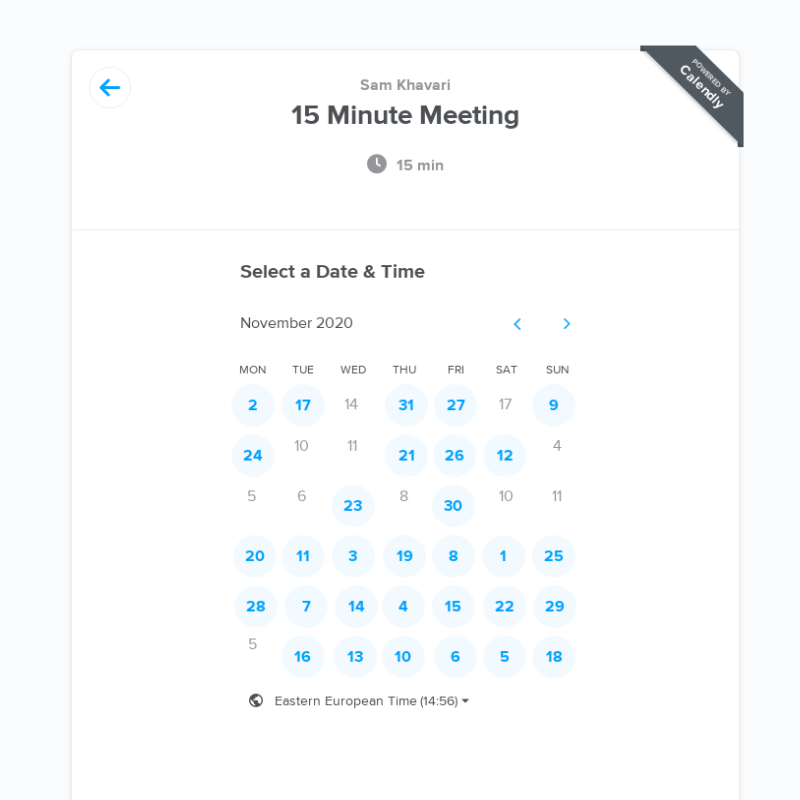 Sam Khavari
15 Minute Meeting
POWERED BY
Calendly
15 min
Select a Date & Time
November 2020
MON TUE WED THU FRI SAT SUN
2 17 14 31 27 17 9
24 10 11 21 26 12 4
5 6 23 8 30 10 11
20 11 3 19 8 1 25
28 7 14 4 15 22 29
5 16 13 10 6 5 18
Eastern European Time (14:56)